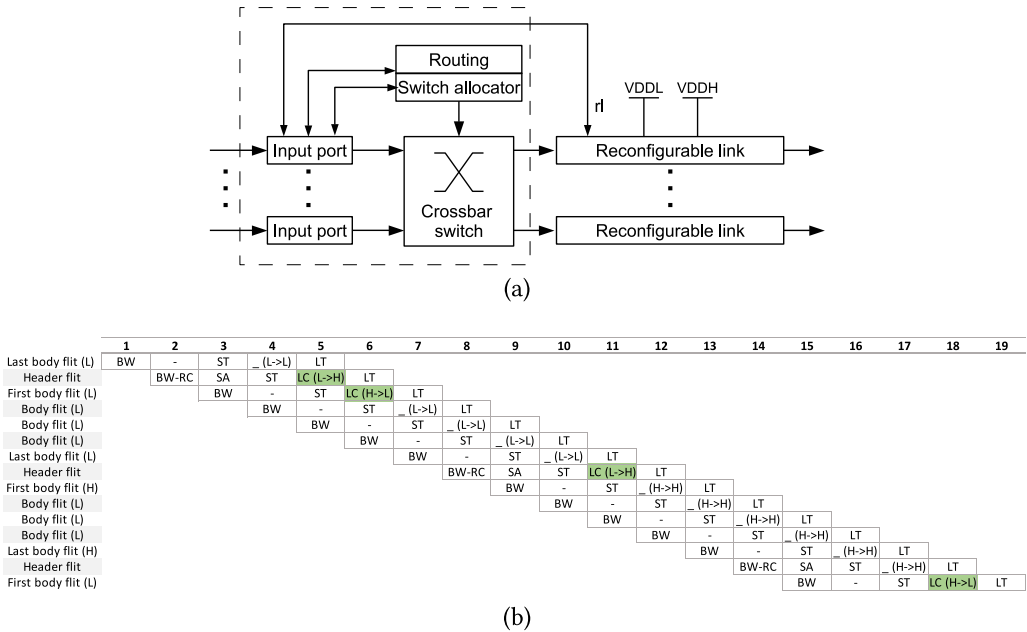 Routing
Switch allocator
VDDL VDDH
rl
Input port
Reconfigurable link
Crossbar
switch
Input port
Reconfigurable link
(a)
1 2 3 4 5 6 7 8 9 10 11 12 13 14 15 16 17 18 19
Last body flit (L) BW - ST _ (L->L) LT
Header flit BW-RC SA ST LC (L->H) LT
First body flit (L) BW - ST LC (H->L) LT
Body flit (L) BW - ST _ (L->L) LT
Body flit (L) BW - ST _ (L->L) LT
Body flit (L) BW - ST _ (L->L) LT
Last body flit (L) BW - ST _ (L->L) LT
Header flit BW-RC SA ST LC (L->H) LT
First body flit (H) BW - ST _ (H->H) LT
Body flit (L) BW - ST _ (H->H) LT
Body flit (L) BW - ST _ (H->H) LT
Body flit (L) BW - ST _ (H->H) LT
Last body flit (H) BW - ST _ (H->H) LT
Header flit BW-RC SA ST _ (H->H) LT
First body flit (L) BW - ST LC (H->L) LT
(b)